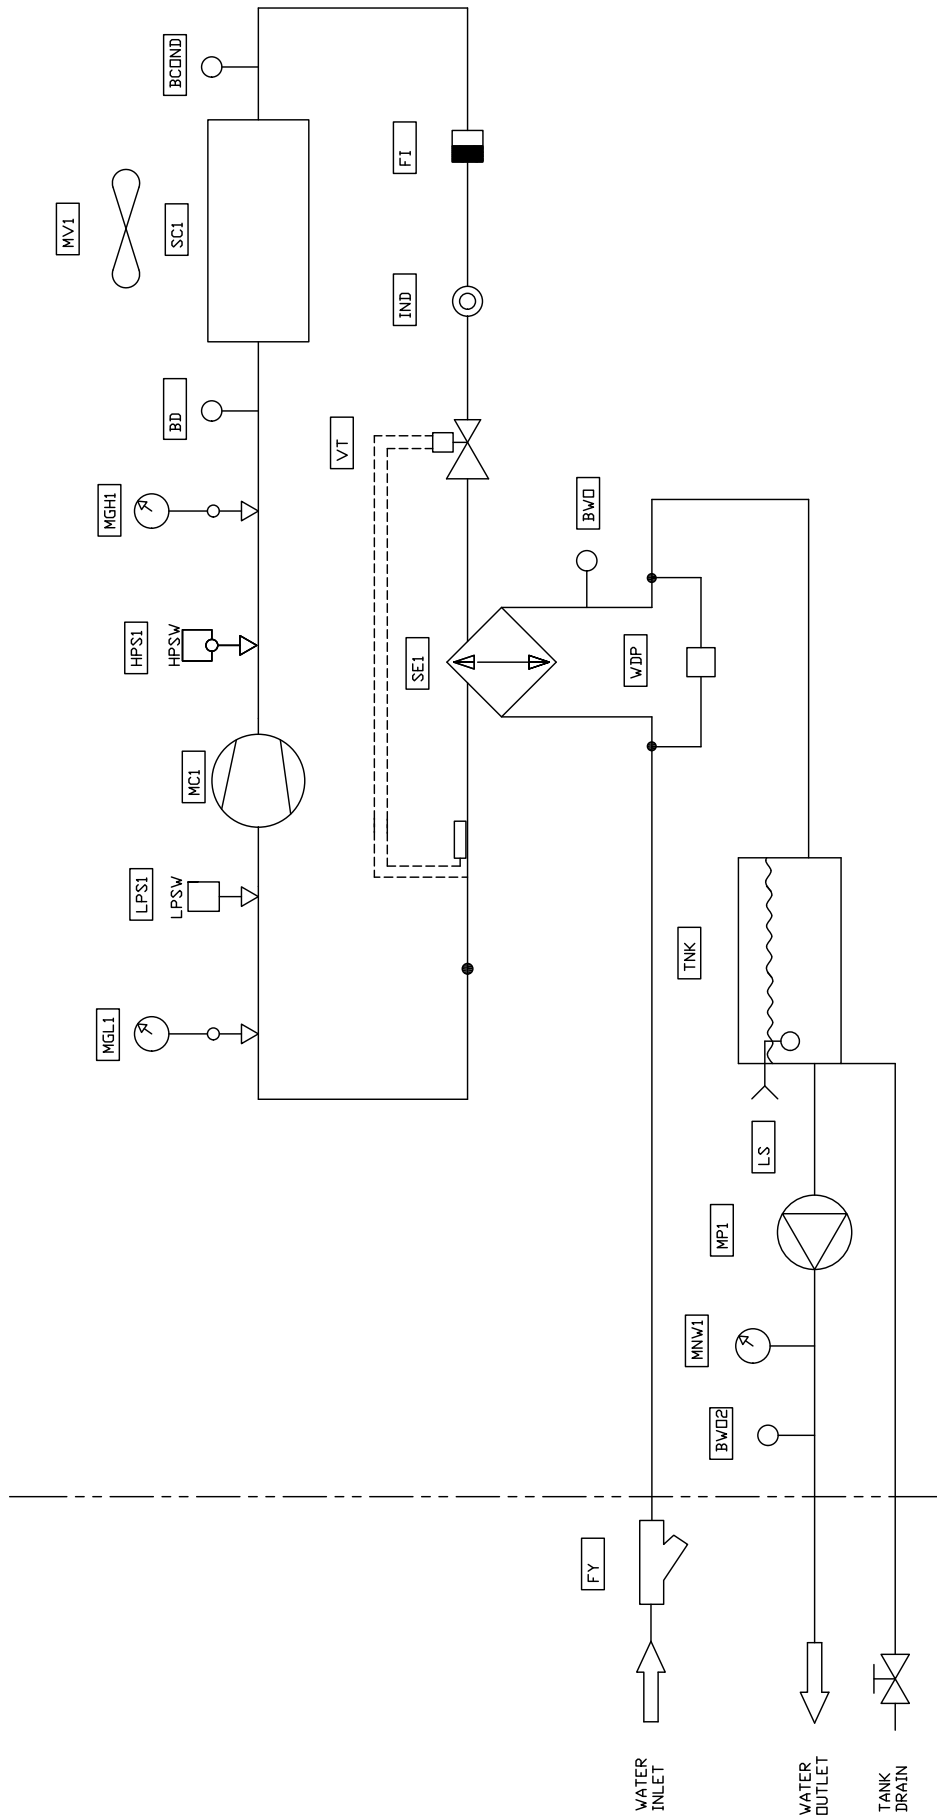 MV1
MGL1
MGH1
LPS1
HPS1
LPSW
HPSW
BD
SC1
BCOND
MC1
VT
IND
FI
SE1
BWO
FY
WDP
WATER
INLET
TNK
MNW1
BWO2
MP1
LS
WATER
OUTLET
TANK
DRAIN